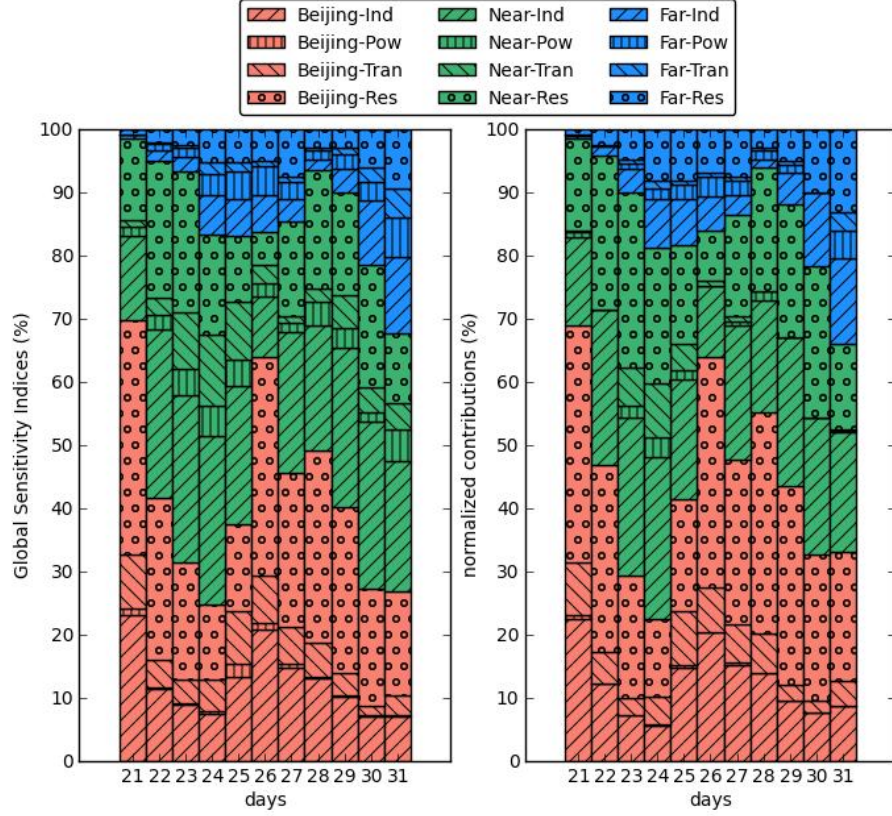 Beijing-Ind Near-Ind Far-Ind
Beijing-Pow Near-Pow Far-Pow
Beijing-Tran Near-Tran Far-Tran
Beijing-Res Near-Res Far-Res
Global Sensitivity Indices (%)
100
90
80
70
60
50
40
30
20
10
0
21 22 23 24 25 26 27 28 29 30 31
days
normalized contributions (%)
100
90
80
70
60
50
40
30
20
10
0
21 22 23 24 25 26 27 28 29 30 31
days